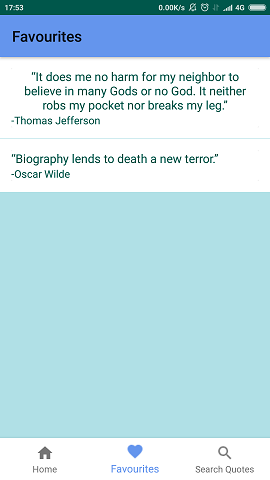 17:53
0.00K/s
4G
Favourites
“It does me no harm for my neighbor to
believe in many Gods or no God. It neither
robs my pocket nor breaks my leg.”
-Thomas Jefferson
“Biography lends to death a new terror.”
-Oscar Wilde
Home
Favourites
Search Quotes